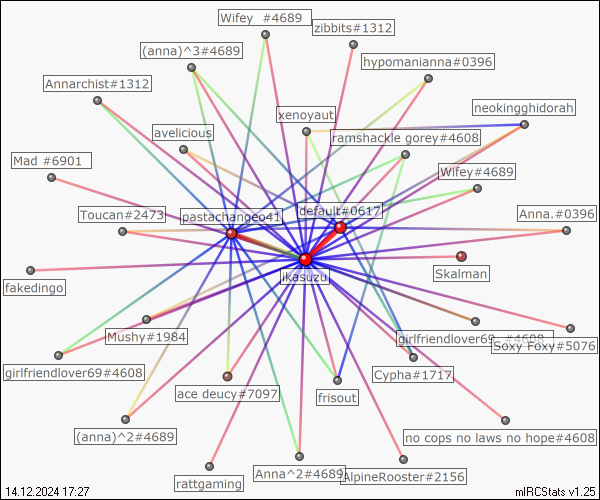 Wifey #4689
zibbits#1312
(anna)^3#4689
hypomanianna#0396
Annarchist#1312
neokingghidorah
xenoyaut
avelicious
ramshackle gorey#4608
Mad #6901
Wifey#4689
Toucan#2473
pastachangeo41
default#0617
Anna.#0396
ikasuzu
Skalman
fakedingo
Mushy#1984
girlfriendlover69 #4608
Soxy Foxy#5076
girlfriendlover69#4608
Cypha#1717
ace deucy#7097
frisout
(anna)^2#4689
no cops no laws no hope#4608
rattgaming
Anna^2#4689
AlpineRooster#2156
14.12.2024 17:27
mIRCStats v1.25